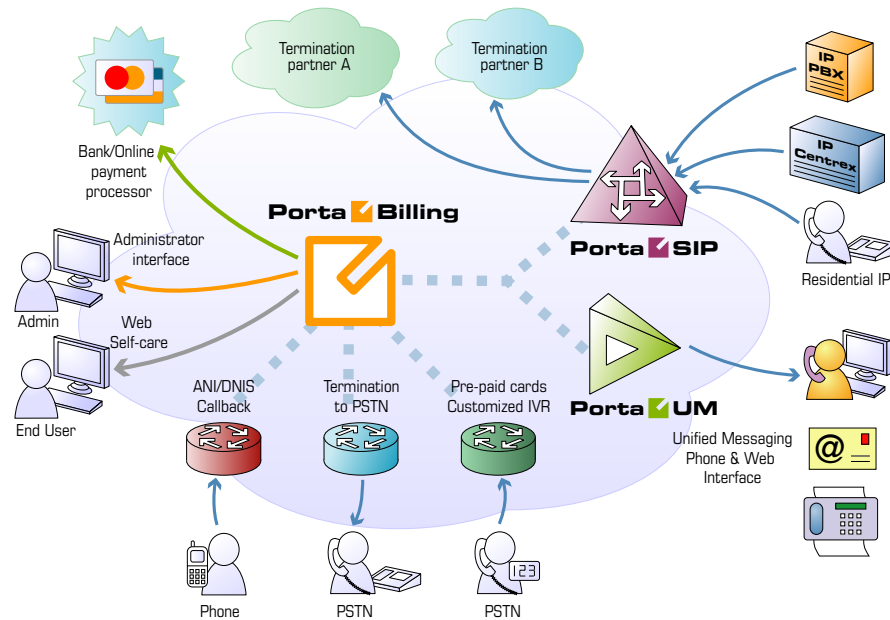 Termination
partner A
Termination
partner B
IP
PBX
IP
Centrex
Bank/Online
payment
processor
Porta Billing
Porta SIP
Residential IP
Administrator
interface
Admin
Web
Self-care
End User
ANI/DNIS
Callback
Termination
to PSTN
Pre-paid cards
Customized IVR
Porta UM
Unified Messaging
Phone & Web
Interface
@
123
Phone
PSTN
PSTN